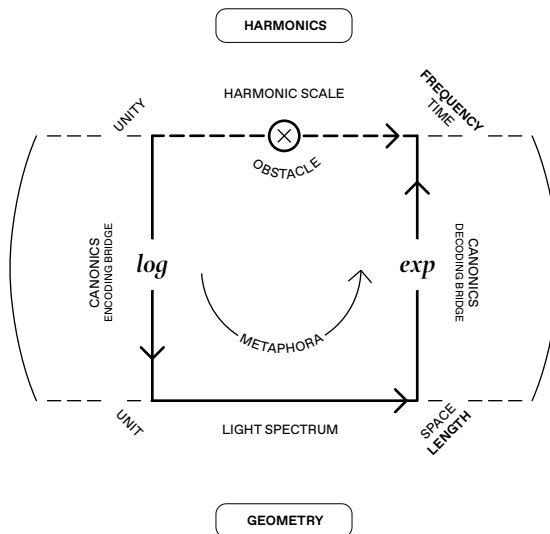 HARMONICS
HARMONIC SCALE
UNITY
FREQUENCY
TIME
OBSTACLE
CANONICS
ENCODING BRIDGE
log
exp
CANONICS
DECODING BRIDGE
METAPHORA
UNIT
LIGHT SPECTRUM
SPACE
LENGTH
GEOMETRY